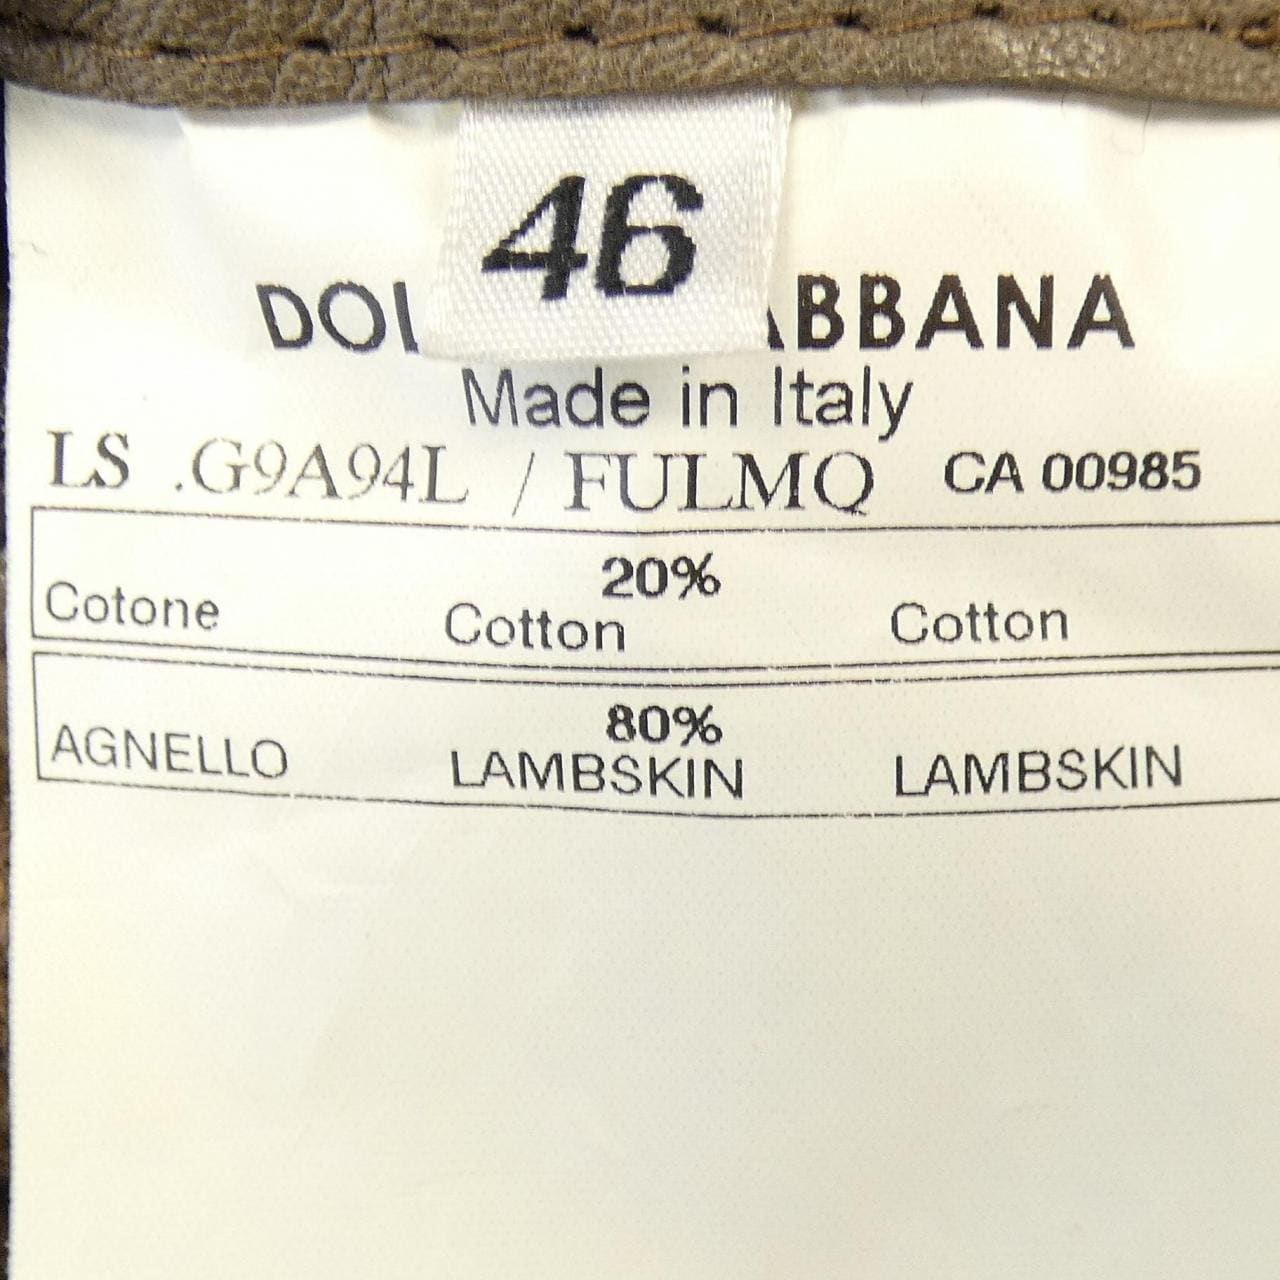 46
DOL ABBANA
Made in Italy
LS .G9A94L / FULMQ CA 00985
20%
Cotone Cotton Cotton
80%
AGNELLO LAMBSKIN LAMBSKIN